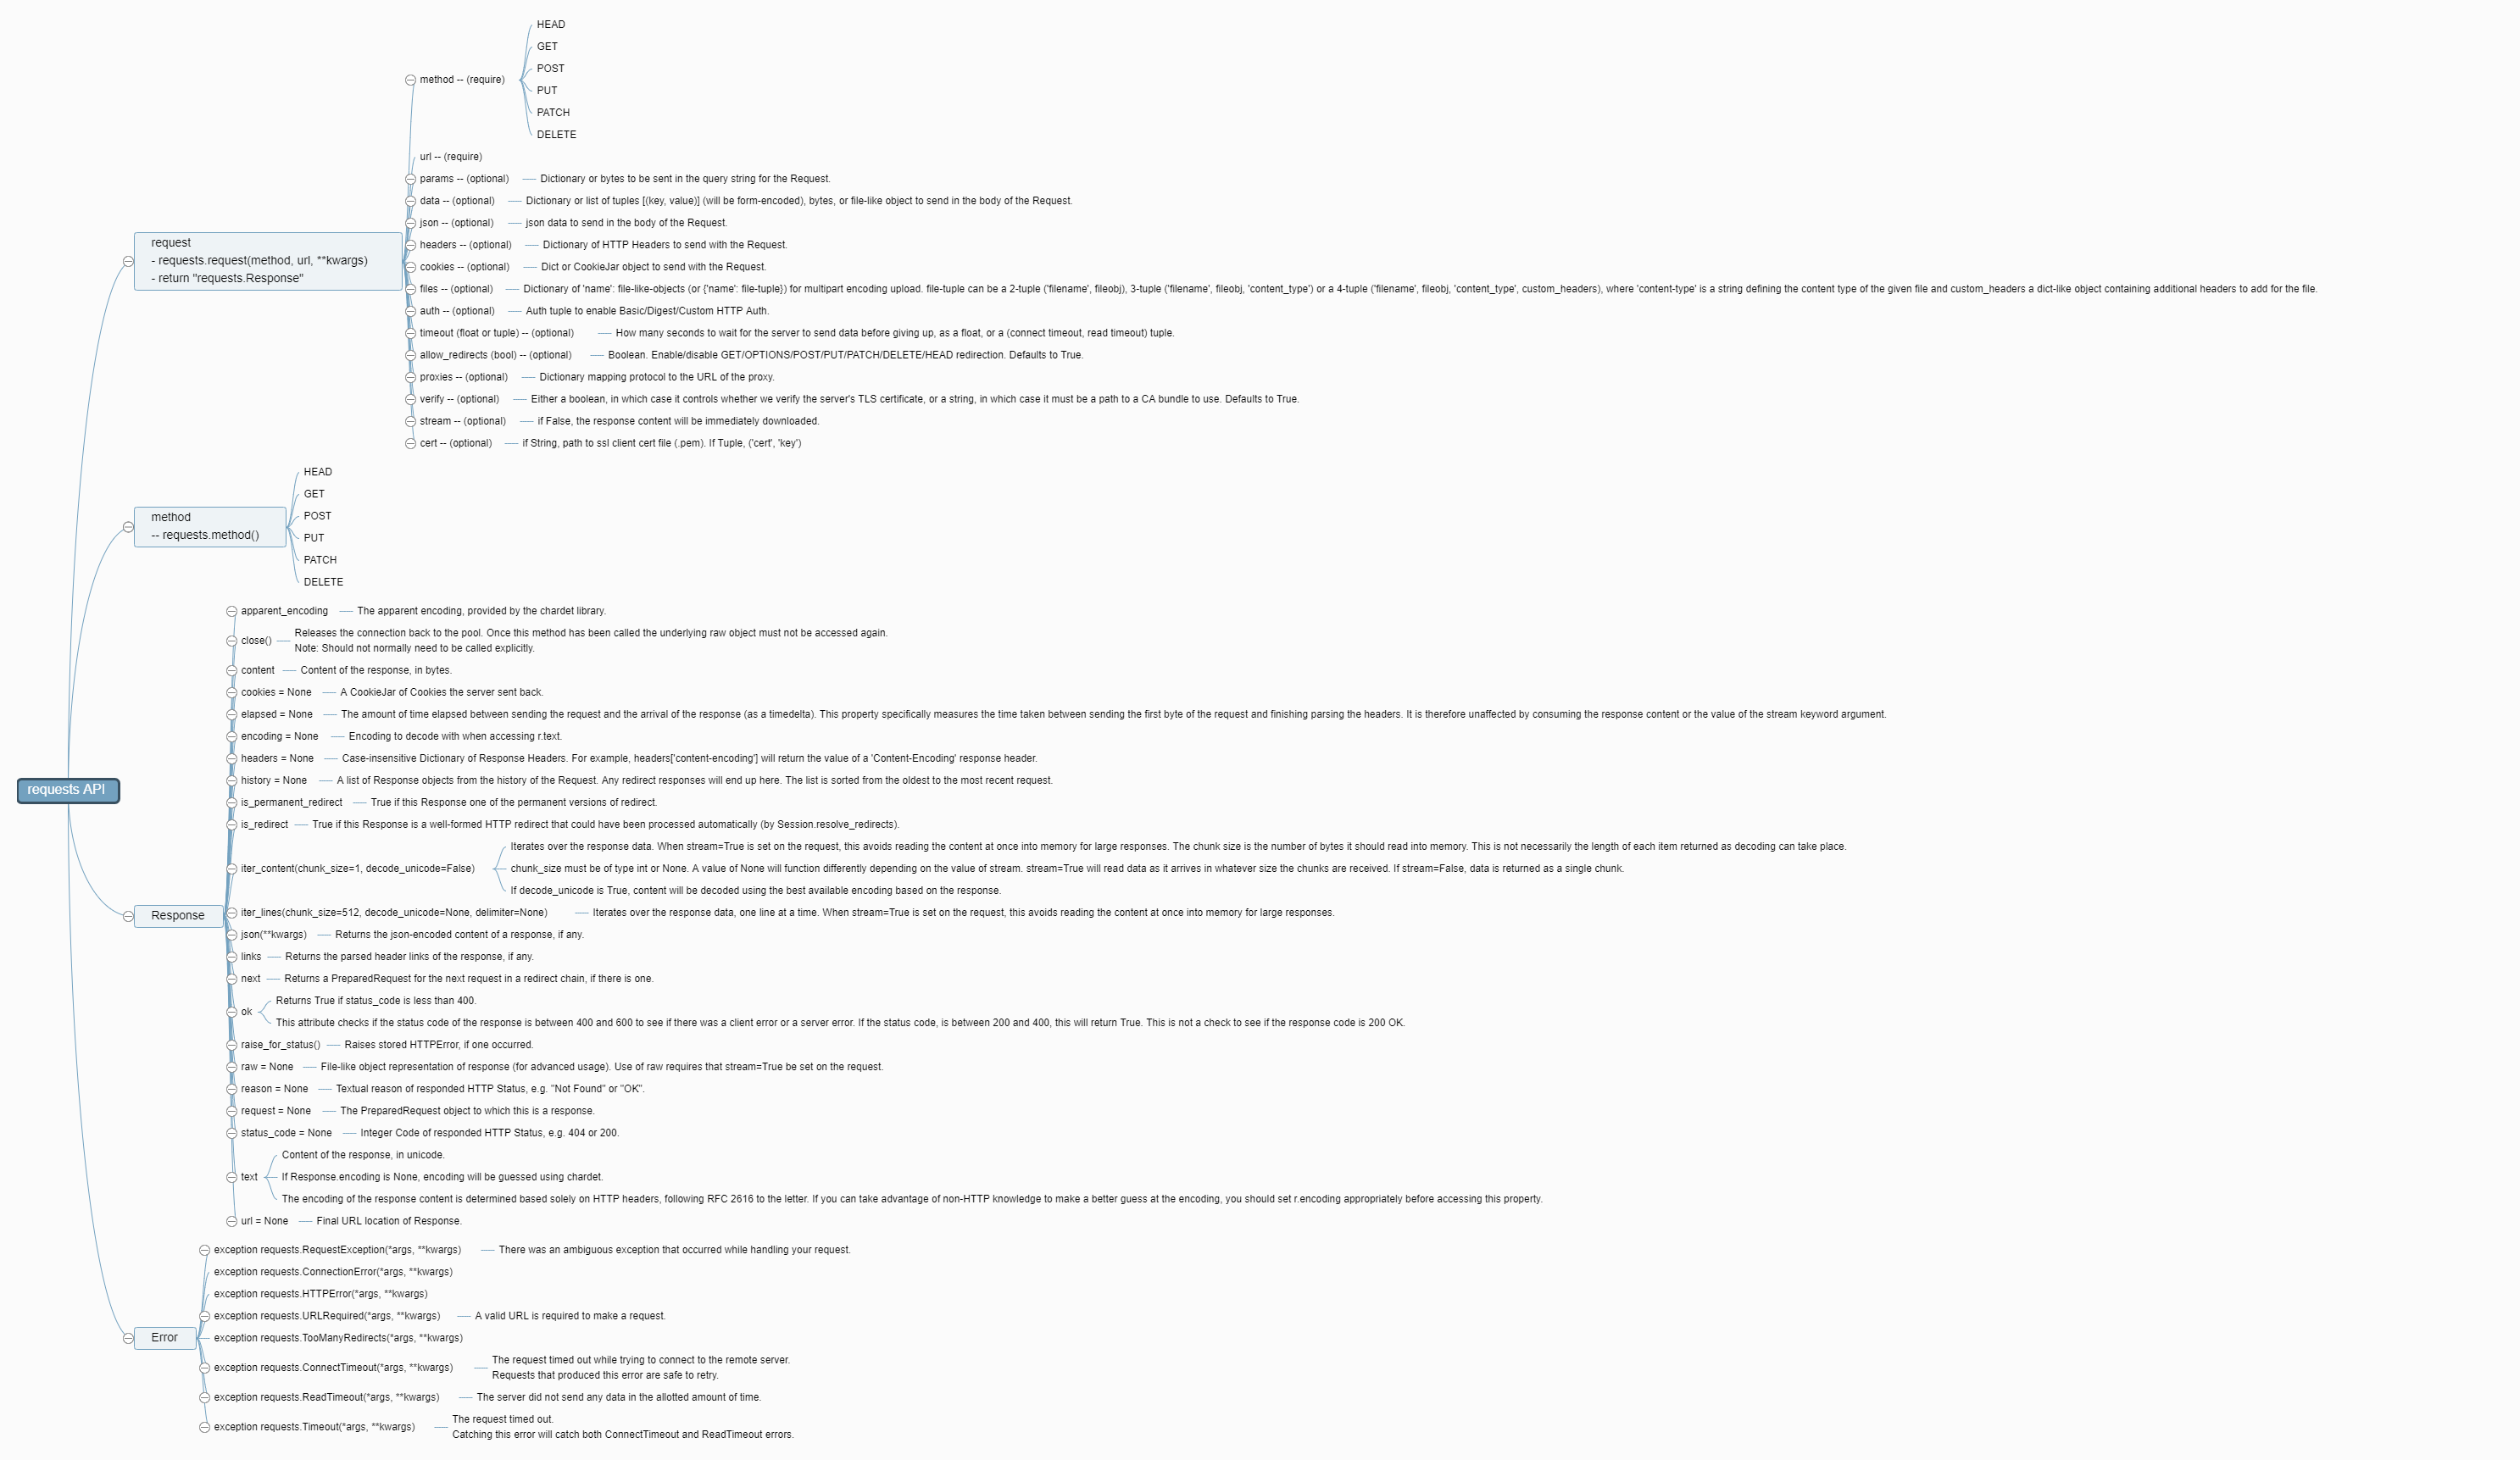 HEAD
GET
POST
method -- (require)
PUT
PATCH
DELETE
url -- (require)
params -- (optional) Dictionary or bytes to be sent in the query string for the Request.
data -- (optional) Dictionary or list of tuples [(key, value)] (will be form-encoded), bytes, or file-like object to send in the body of the Request.
json -- (optional) json data to send in the body of the Request.
request
- requests.request(method, url, **kwargs)
- return "requests.Response"
headers -- (optional) Dictionary of HTTP Headers to send with the Request.
cookies -- (optional) Dict or CookieJar object to send with the Request.
files -- (optional) Dictionary of 'name': file-like-objects (or {'name': file-tuple}) for multipart encoding upload. file-tuple can be a 2-tuple ('filename', fileobj), 3-tuple ('filename', fileobj, 'content_type') or a 4-tuple ('filename', fileobj, 'content_type', custom_headers), where 'content-type' is a string defining the content type of the given file and custom_headers a dict-like object containing additional headers to add for the file.
auth -- (optional) Auth tuple to enable Basic/Digest/Custom HTTP Auth.
timeout (float or tuple) -- (optional) How many seconds to wait for the server to send data before giving up, as a float, or a (connect timeout, read timeout) tuple.
allow_redirects (bool) -- (optional) Boolean. Enable/disable GET/OPTIONS/POST/PUT/PATCH/DELETE/HEAD redirection. Defaults to True.
proxies -- (optional) Dictionary mapping protocol to the URL of the proxy.
verify -- (optional) Either a boolean, in which case it controls whether we verify the server's TLS certificate, or a string, in which case it must be a path to a CA bundle to use. Defaults to True.
stream -- (optional) if False, the response content will be immediately downloaded.
cert -- (optional) if String, path to ssl client cert file (.pem). If Tuple, ('cert', 'key')
HEAD
GET
POST
method
-- requests.method()
PUT
PATCH
DELETE
apparent_encoding The apparent encoding, provided by the chardet library.
close() Releases the connection back to the pool. Once this method has been called the underlying raw object must not be accessed again.
Note: Should not normally need to be called explicitly.
content Content of the response, in bytes.
cookies = None A CookieJar of Cookies the server sent back.
elapsed = None The amount of time elapsed between sending the request and the arrival of the response (as a timedelta). This property specifically measures the time taken between sending the first byte of the request and finishing parsing the headers. It is therefore unaffected by consuming the response content or the value of the stream keyword argument.
encoding = None Encoding to decode with when accessing r.text.
headers = None Case-insensitive Dictionary of Response Headers. For example, headers['content-encoding'] will return the value of a 'Content-Encoding' response header.
history = None A list of Response objects from the history of the Request. Any redirect responses will end up here. The list is sorted from the oldest to the most recent request.
requests API
is_permanent_redirect True if this Response one of the permanent versions of redirect.
is_redirect True if this Response is a well-formed HTTP redirect that could have been processed automatically (by Session.resolve_redirects).
Iterates over the response data. When stream=True is set on the request, this avoids reading the content at once into memory for large responses. The chunk size is the number of bytes it should read into memory. This is not necessarily the length of each item returned as decoding can take place.
iter_content(chunk_size=1, decode_unicode=False) chunk_size must be of type int or None. A value of None will function differently depending on the value of stream. stream=True will read data as it arrives in whatever size the chunks are received. If stream=False, data is returned as a single chunk.
If decode_unicode is True, content will be decoded using the best available encoding based on the response.
Response
iter_lines(chunk_size=512, decode_unicode=None, delimiter=None) Iterates over the response data, one line at a time. When stream=True is set on the request, this avoids reading the content at once into memory for large responses.
json(**kwargs) Returns the json-encoded content of a response, if any.
links Returns the parsed header links of the response, if any.
next Returns a PreparedRequest for the next request in a redirect chain, if there is one.
Returns True if status_code is less than 400.
ok
This attribute checks if the status code of the response is between 400 and 600 to see if there was a client error or a server error. If the status code, is between 200 and 400, this will return True. This is not a check to see if the response code is 200 OK.
raise_for_status() Raises stored HTTPError, if one occurred.
raw = None File-like object representation of response (for advanced usage). Use of raw requires that stream=True be set on the request.
reason = None Textual reason of responded HTTP Status, e.g. "Not Found" or "OK".
request = None The PreparedRequest object to which this is a response.
status_code = None Integer Code of responded HTTP Status, e.g. 404 or 200.
Content of the response, in unicode.
text If Response.encoding is None, encoding will be guessed using chardet.
The encoding of the response content is determined based solely on HTTP headers, following RFC 2616 to the letter. If you can take advantage of non-HTTP knowledge to make a better guess at the encoding, you should set r.encoding appropriately before accessing this property.
url = None Final URL location of Response.
exception requests.RequestException(*args, **kwargs) There was an ambiguous exception that occurred while handling your request.
exception requests.ConnectionError(*args, **kwargs)
exception requests.HTTPError(*args, **kwargs)
exception requests.URLRequired(*args, **kwargs) A valid URL is required to make a request.
Error
exception requests.TooManyRedirects(*args, **kwargs)
exception requests.ConnectTimeout(*args, **kwargs) The request timed out while trying to connect to the remote server.
Requests that produced this error are safe to retry.
exception requests.ReadTimeout(*args, **kwargs) The server did not send any data in the allotted amount of time.
exception requests.Timeout(*args, **kwargs) The request timed out.
Catching this error will catch both ConnectTimeout and ReadTimeout errors.